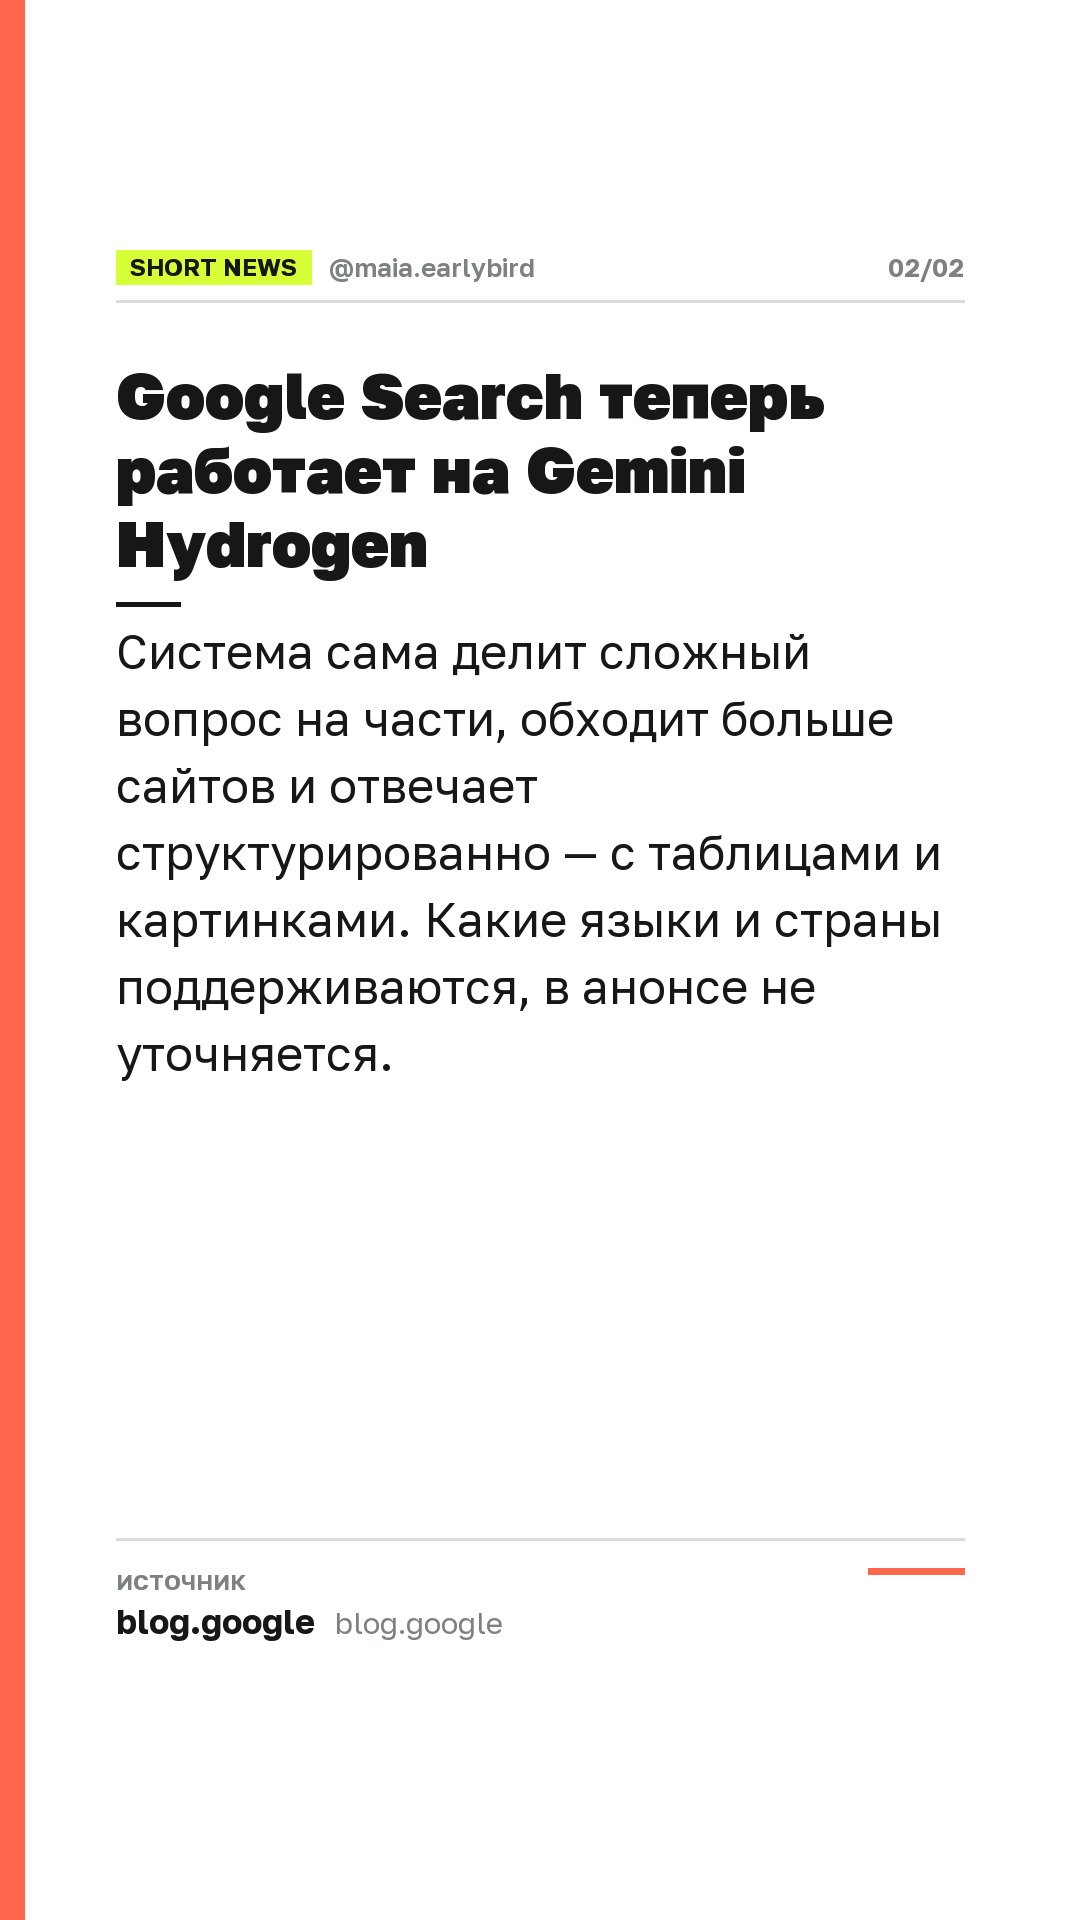 SHORT NEWS @maia.earlybird 02/02
Google Search теперь
работает на Gemini
Hydrogen
Система сама делит сложный
вопрос на части, обходит больше
сайтов и отвечает
структурированно — с таблицами и
картинками. Какие языки и страны
поддерживаются, в анонсе не
уточняется.
источник
blog.google blog.google